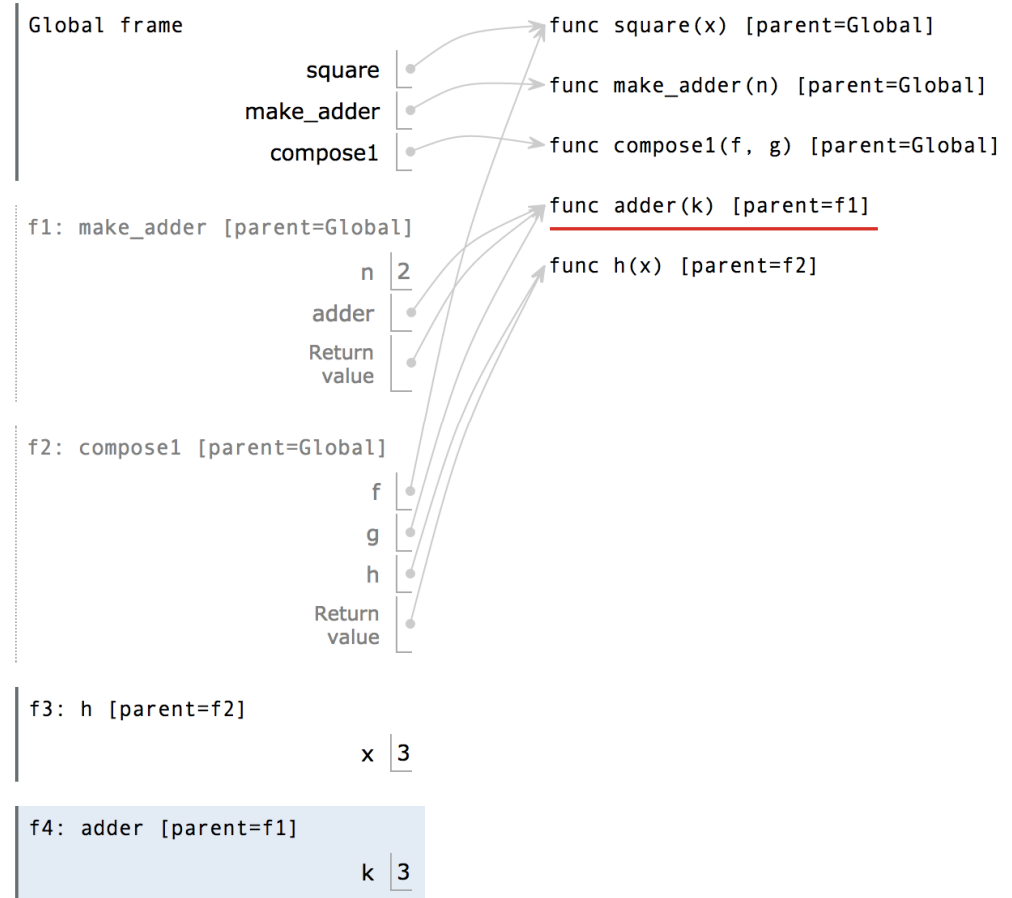 Global frame
func square(x) [parent=Global]
square
func make_adder(n) [parent=Global]
make_adder
func compose1(f, g) [parent=Global]
compose1
func adder(k) [parent=f1]
f1: make_adder [parent=Global]
func h(x) [parent=f2]
n 2
adder
Return
value
f2: compose1 [parent=Global]
f
g
h
Return
value
f3: h [parent=f2]
x 3
f4: adder [parent=f1]
k 3